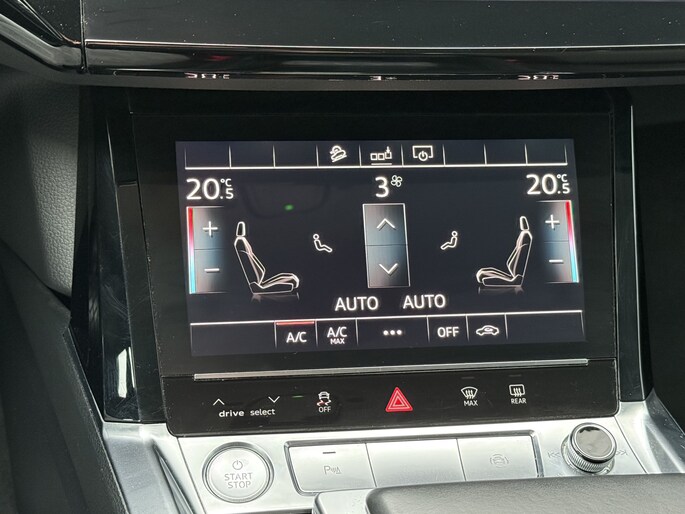 20.5 °C 3 20.5 °C
+ +
- -
AUTO AUTO
A/C A/C MAX ... OFF
drive select OFF MAX REAR
START STOP P